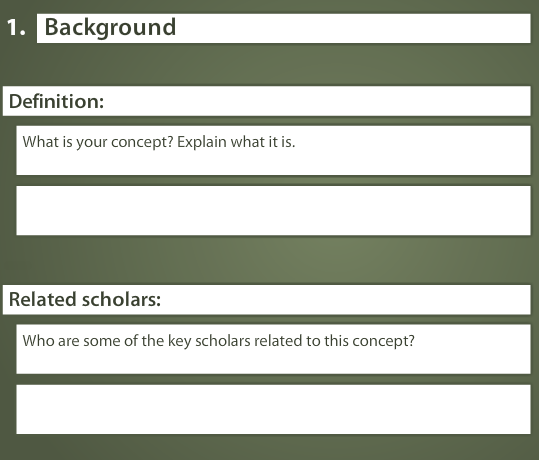 1. Background
Definition:
What is your concept? Explain what it is.
Related scholars:
Who are some of the key scholars related to this concept?